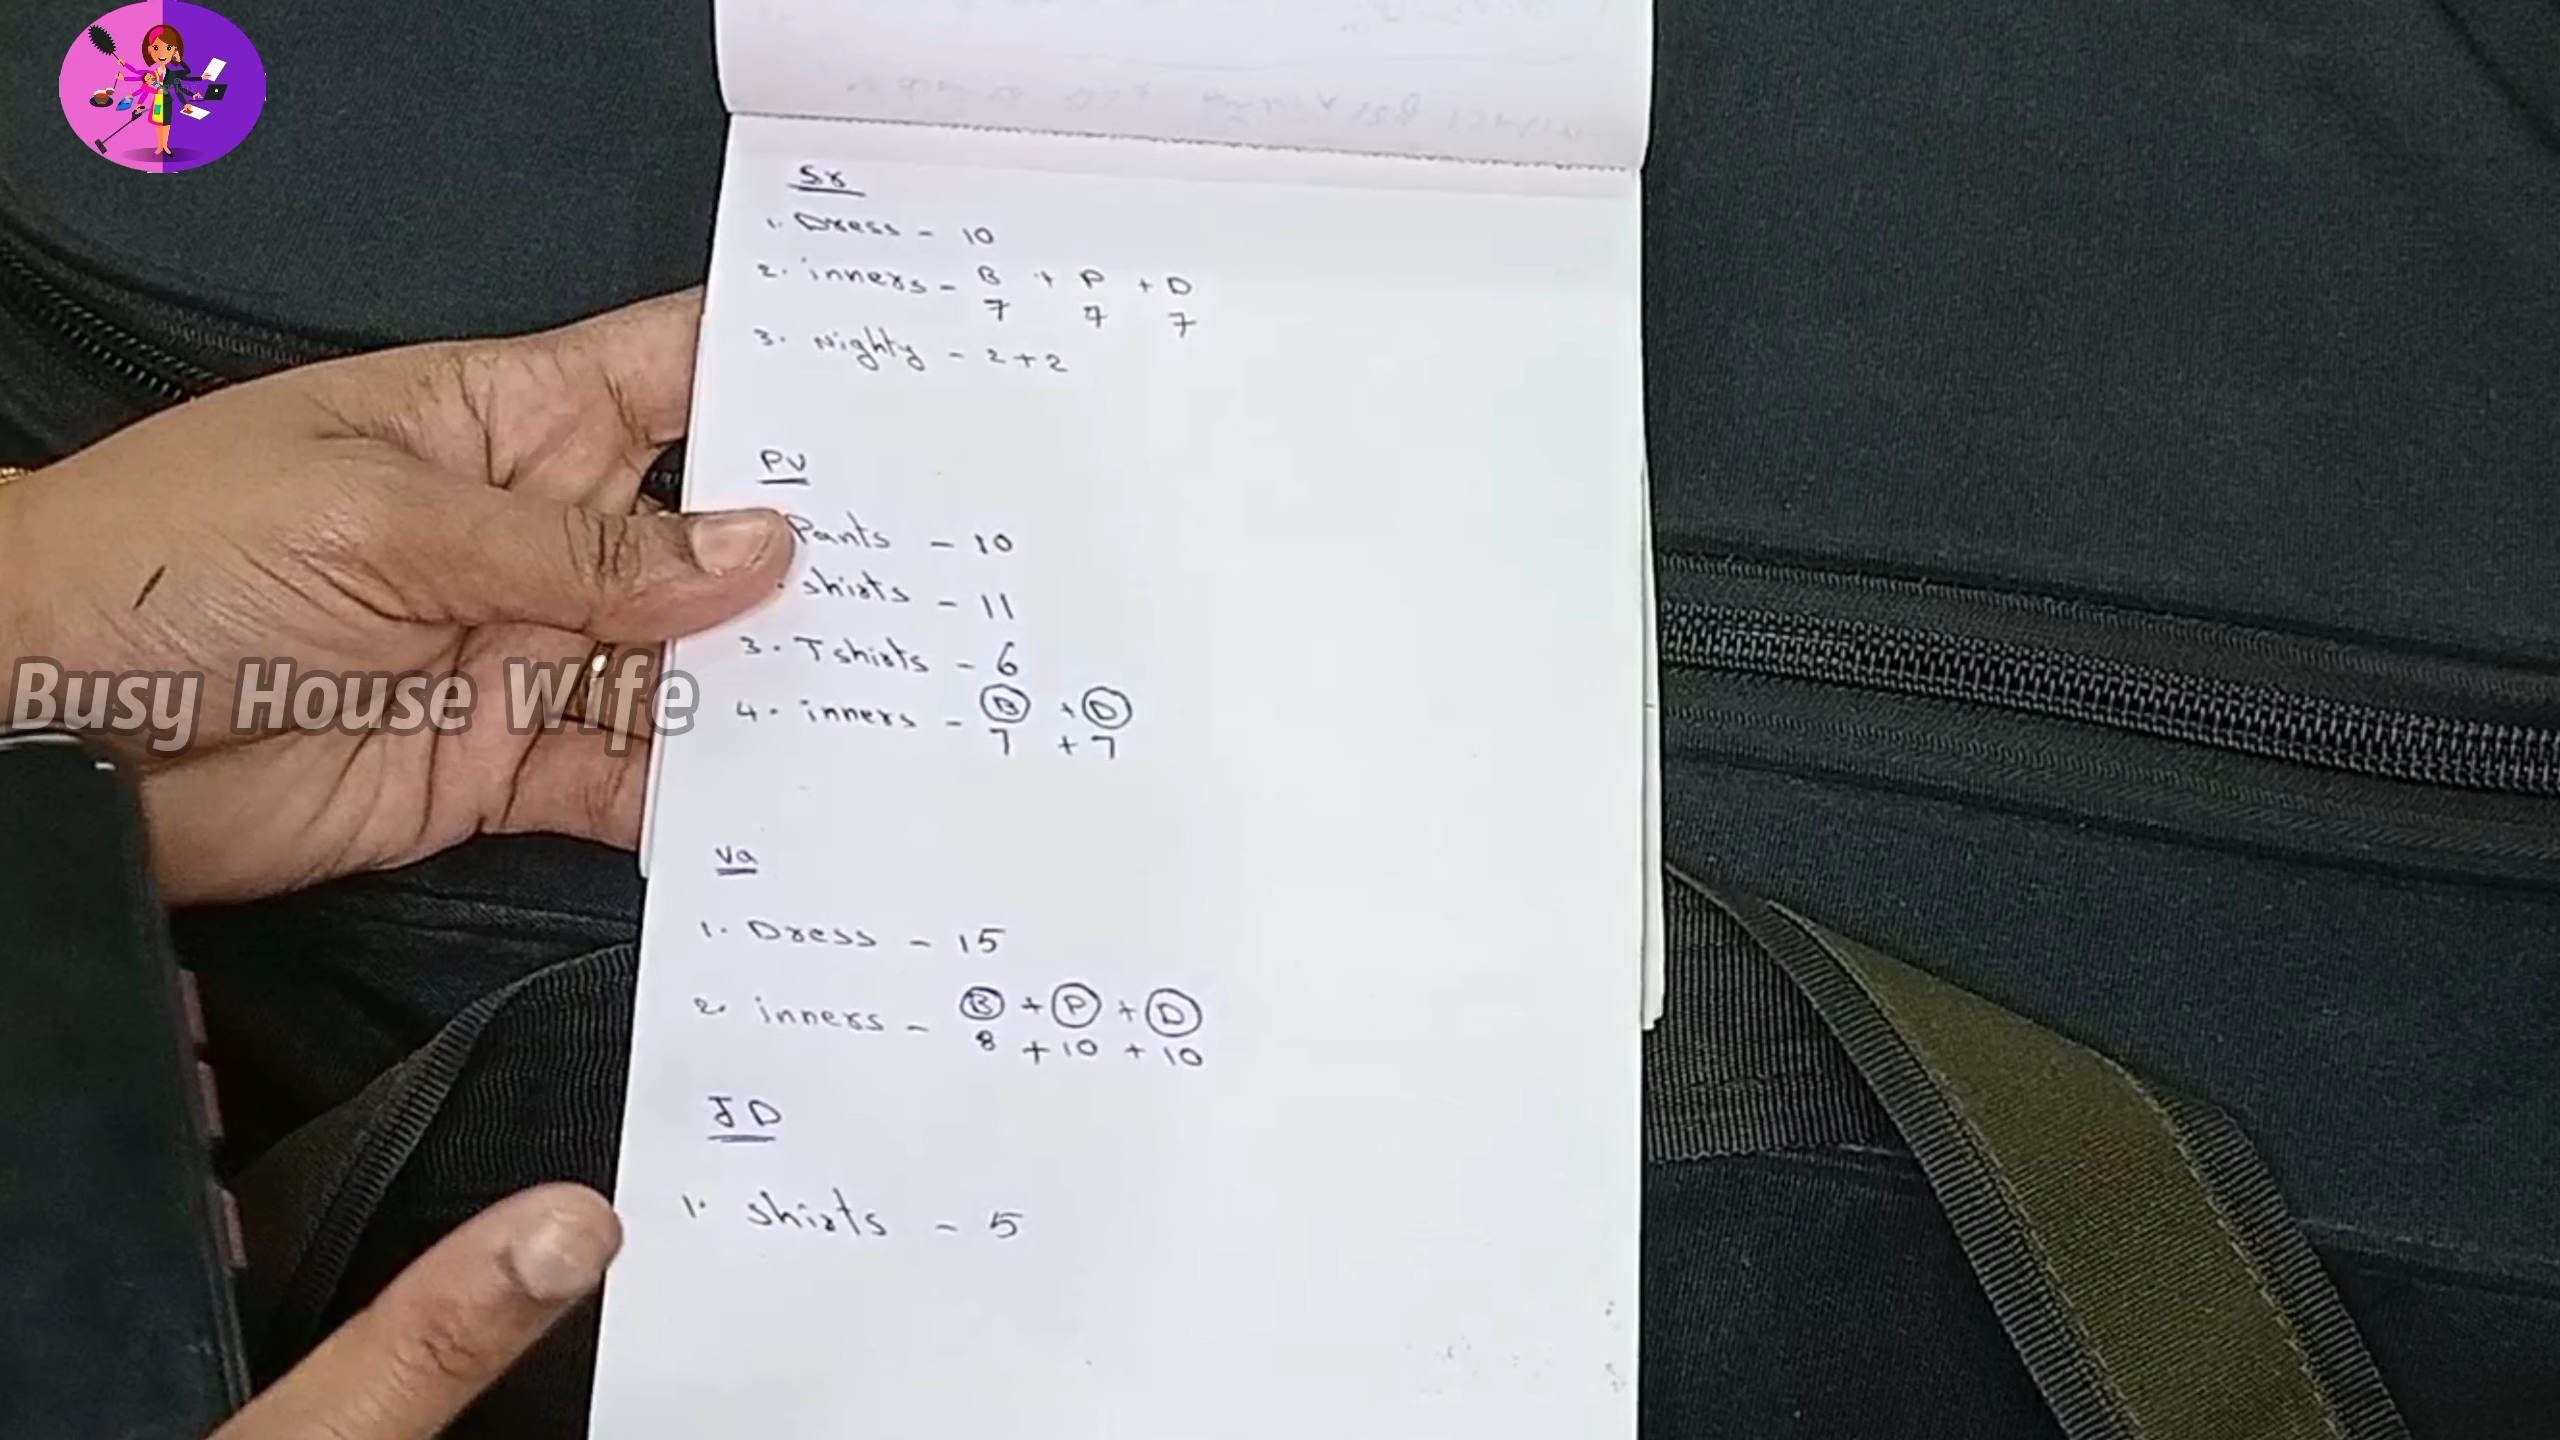 Sr
1. Dress - 10
2. inners - B + P + D
7 7 7
3. Nighty - 2+2
PV
Pants - 10
. shirts - 11
3. Tshirts - 6
4. inners - B + D
7 + 7
Va
1. Dress - 15
2. inners - B + P + D
8 + 10 + 10
JD
1. shirts - 5
Busy House Wife